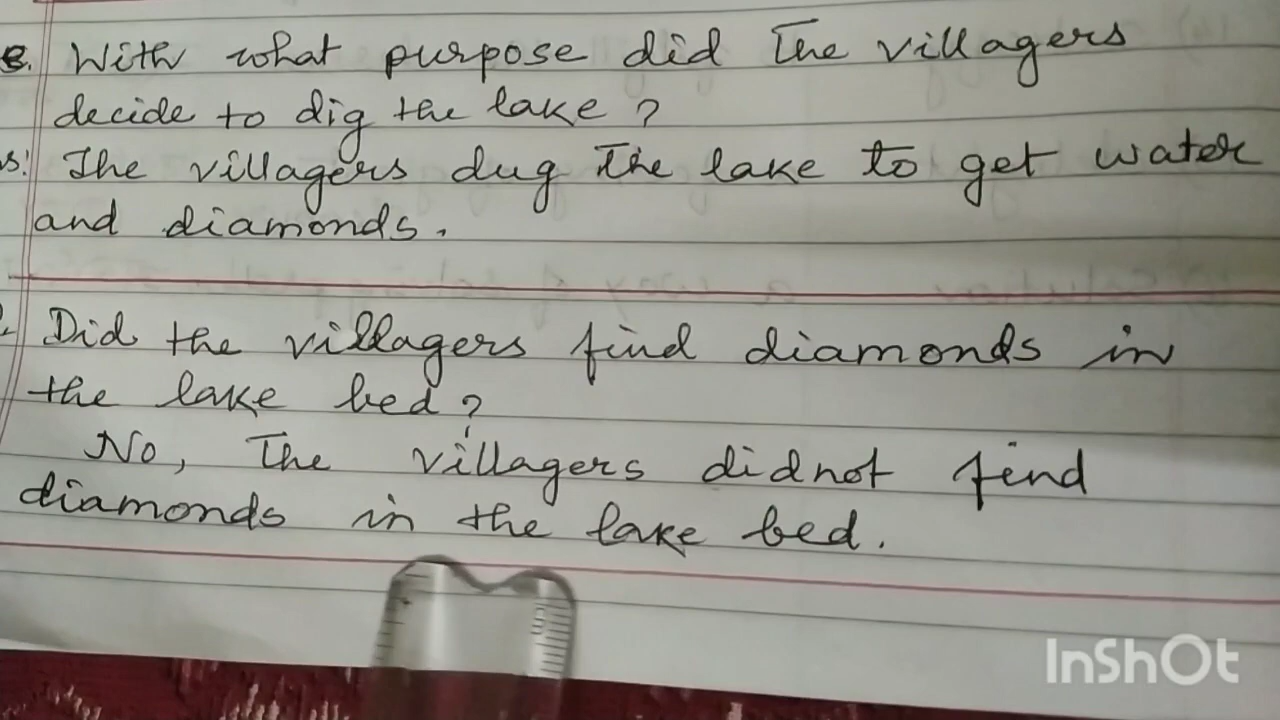 8. With what purpose did the villagers
decide to dig the lake?
s: The villagers dug the lake to get water
and diamonds.
Did the villagers find diamonds in
the lake bed?
No, The villagers didnot find
diamonds in the lake bed.
InShOt